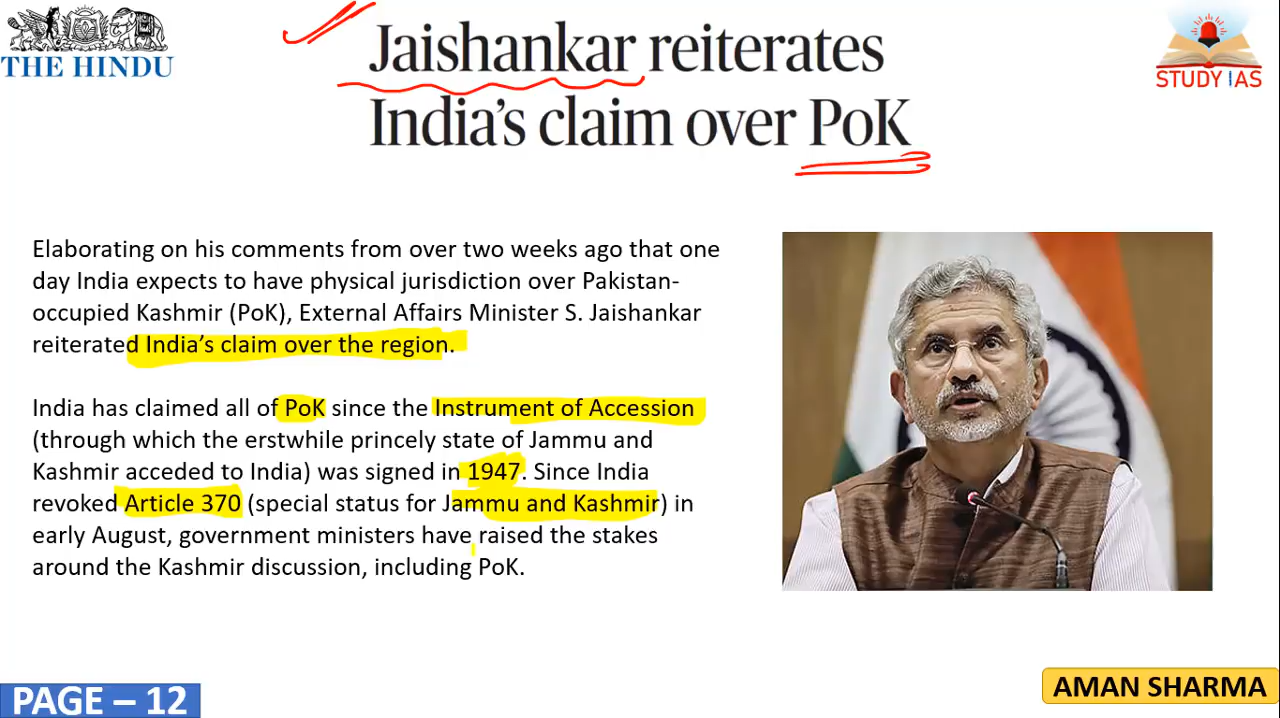 THE HINDU
Jaishankar reiterates
India's claim over PoK
STUDY IAS
Elaborating on his comments from over two weeks ago that one
day India expects to have physical jurisdiction over Pakistan-
occupied Kashmir (PoK), External Affairs Minister S. Jaishankar
reiterated India's claim over the region.
India has claimed all of PoK since the Instrument of Accession
(through which the erstwhile princely state of Jammu and
Kashmir acceded to India) was signed in 1947. Since India
revoked Article 370 (special status for Jammu and Kashmir) in
early August, government ministers have raised the stakes
around the Kashmir discussion, including PoK.
PAGE – 12
AMAN SHARMA